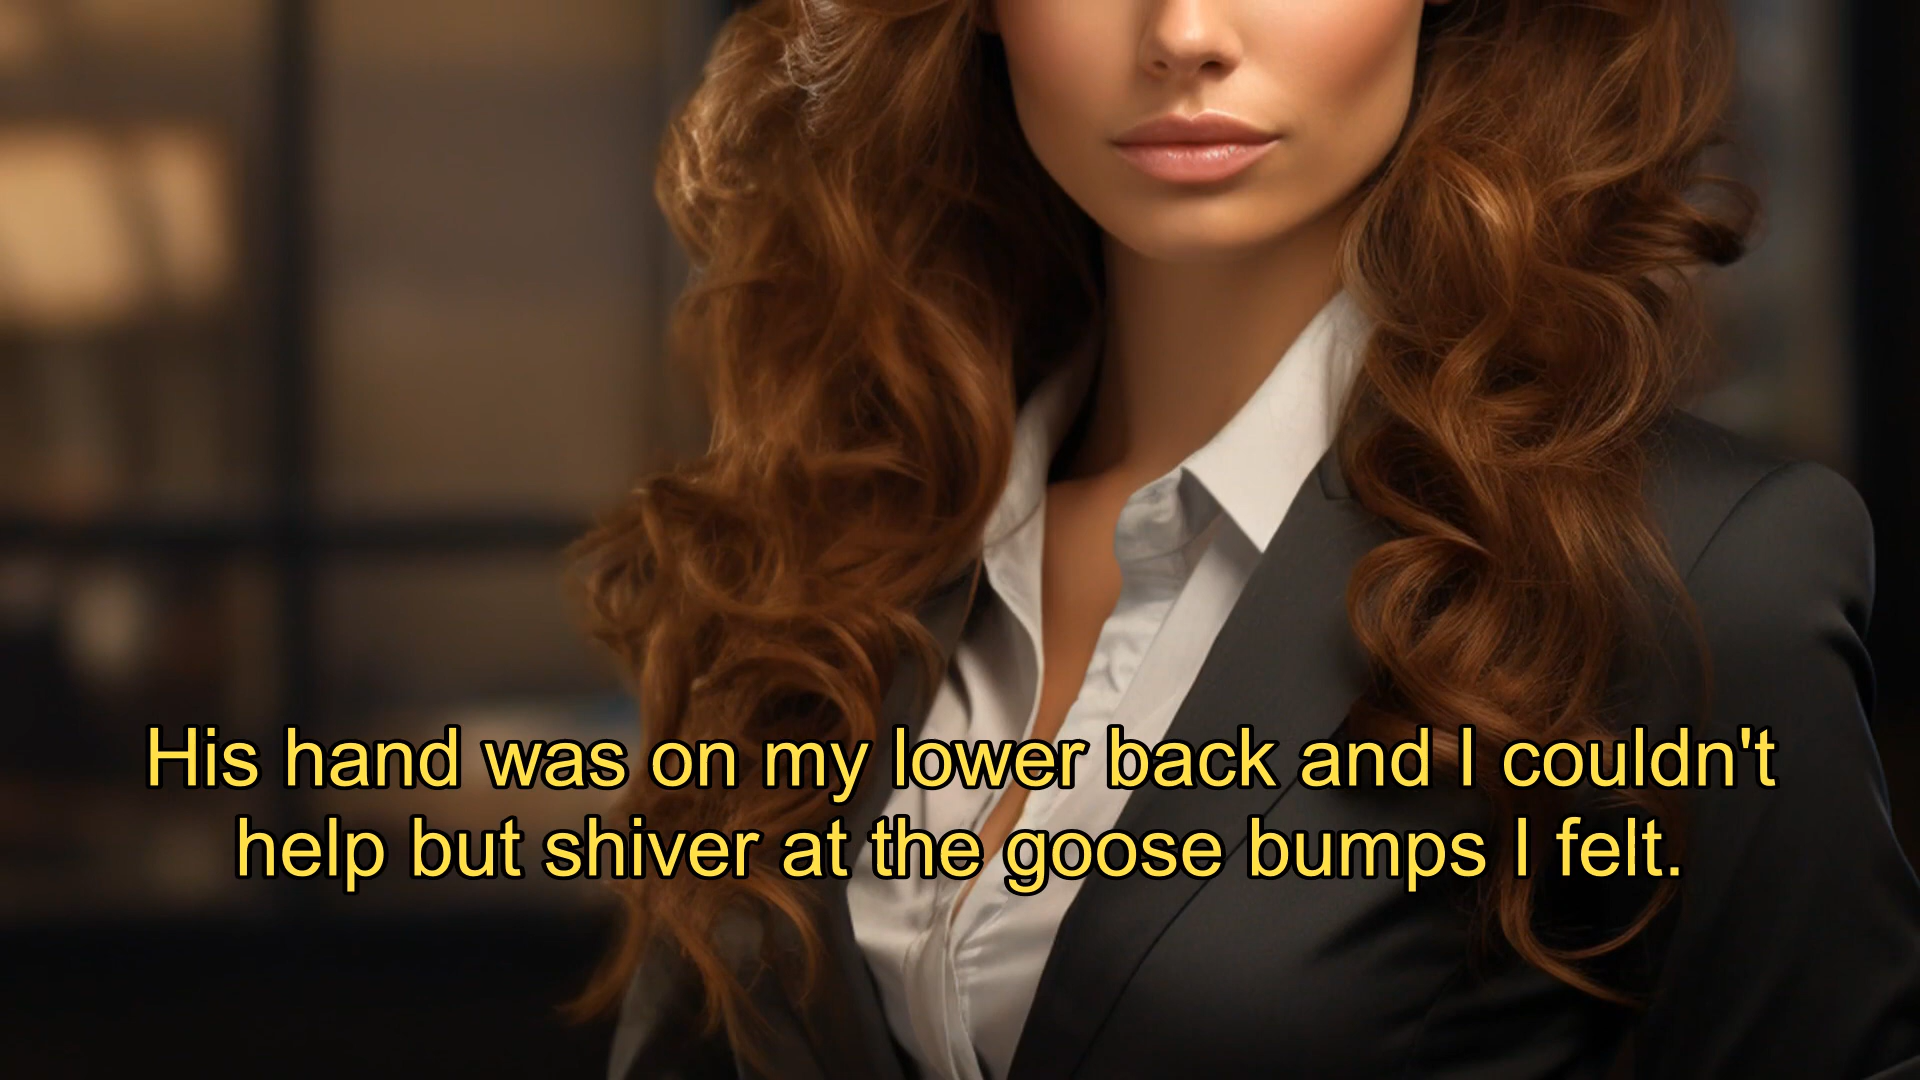 His hand was on my lower back and I couldn't
help but shiver at the goose bumps I felt.